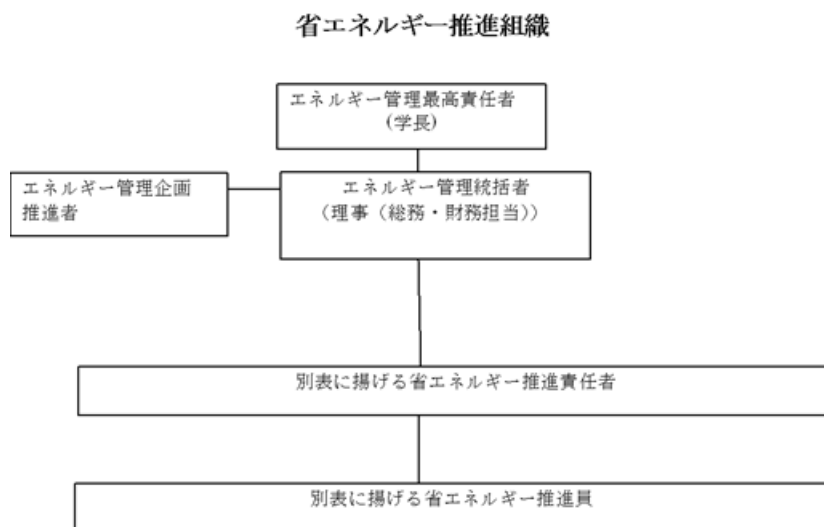 省エネルギー推進組織
エネルギー管理最高責任者
(学長)
エネルギー管理企画
推進者
エネルギー管理統括者
（理事（総務・財務担当））
別表に揚げる省エネルギー推進責任者
別表に揚げる省エネルギー推進員